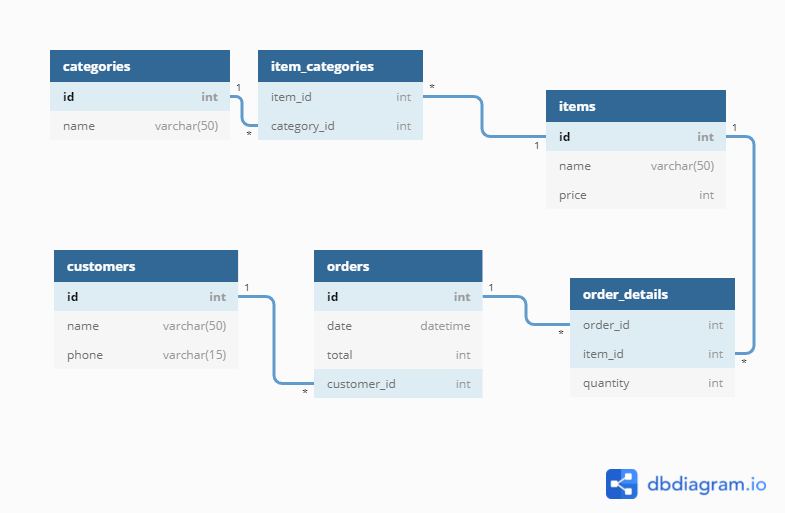 categories
id int
name varchar(50)
1
*
item_categories
item_id int
category_id int
*
1
items
id int
name varchar(50)
price int
1
customers
id int
name varchar(50)
phone varchar(15)
1
*
orders
id int
date datetime
total int
customer_id int
1
*
order_details
order_id int
item_id int
quantity int
*
dbdiagram.io